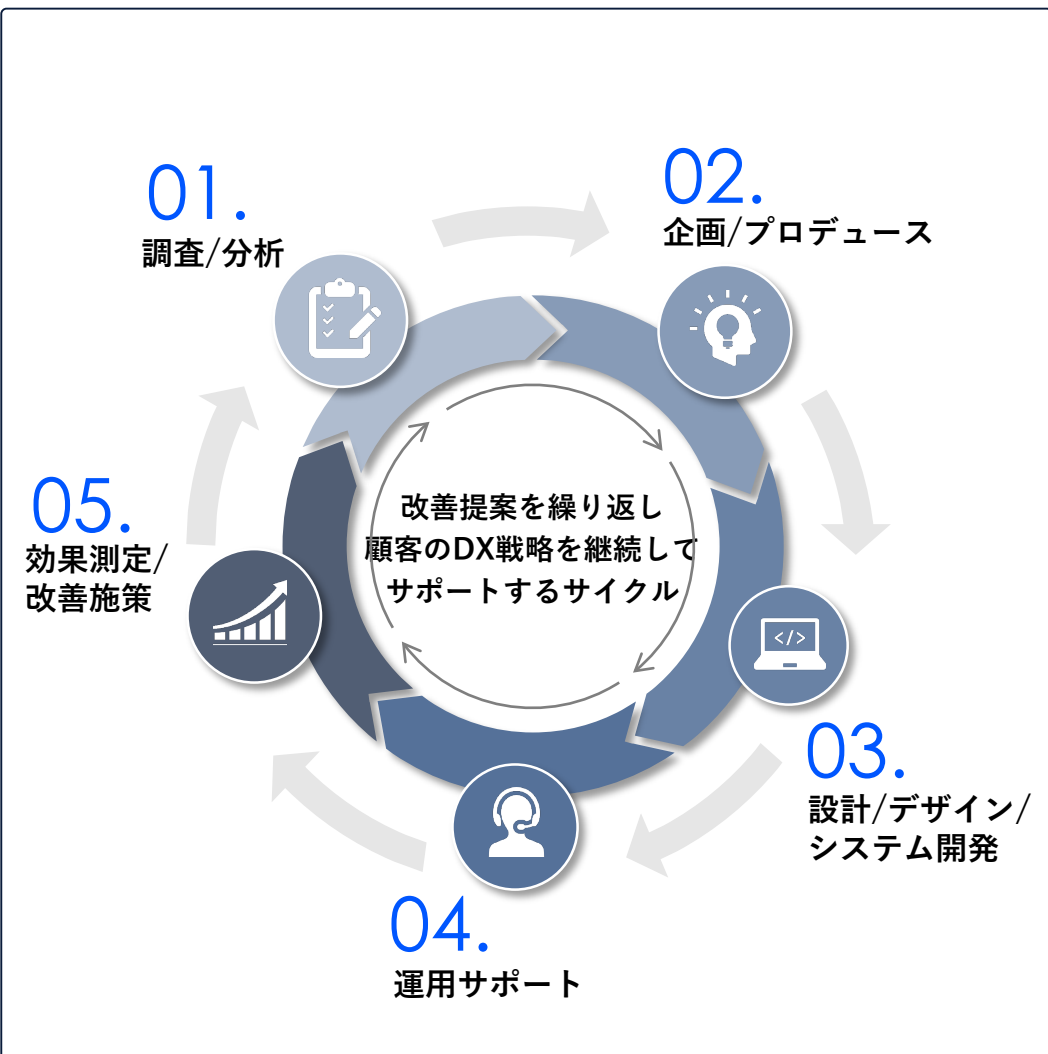 01.
調査/分析
02.
企画/プロデュース
03.
設計/デザイン/
システム開発
04.
運用サポート
05.
効果測定/
改善施策
改善提案を繰り返し
顧客のDX戦略を継続して
サポートするサイクル
</>